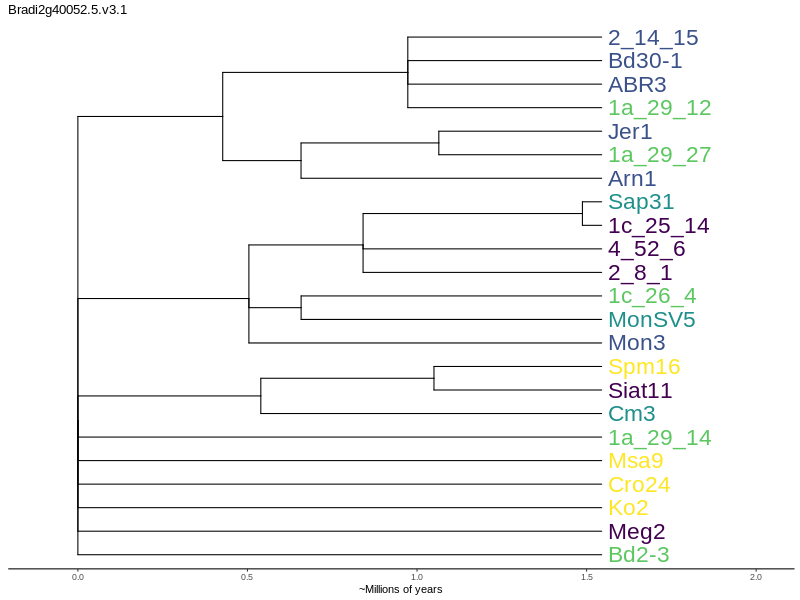 Bradi2g40052.5.v3.1
2_14_15
Bd30-1
ABR3
1a_29_12
Jer1
1a_29_27
Arn1
Sap31
1c_25_14
4_52_6
2_8_1
1c_26_4
MonSV5
Mon3
Spm16
Siat11
Cm3
1a_29_14
Msa9
Cro24
Ko2
Meg2
Bd2-3
0.0 0.5 1.0 1.5 2.0
~Millions of years